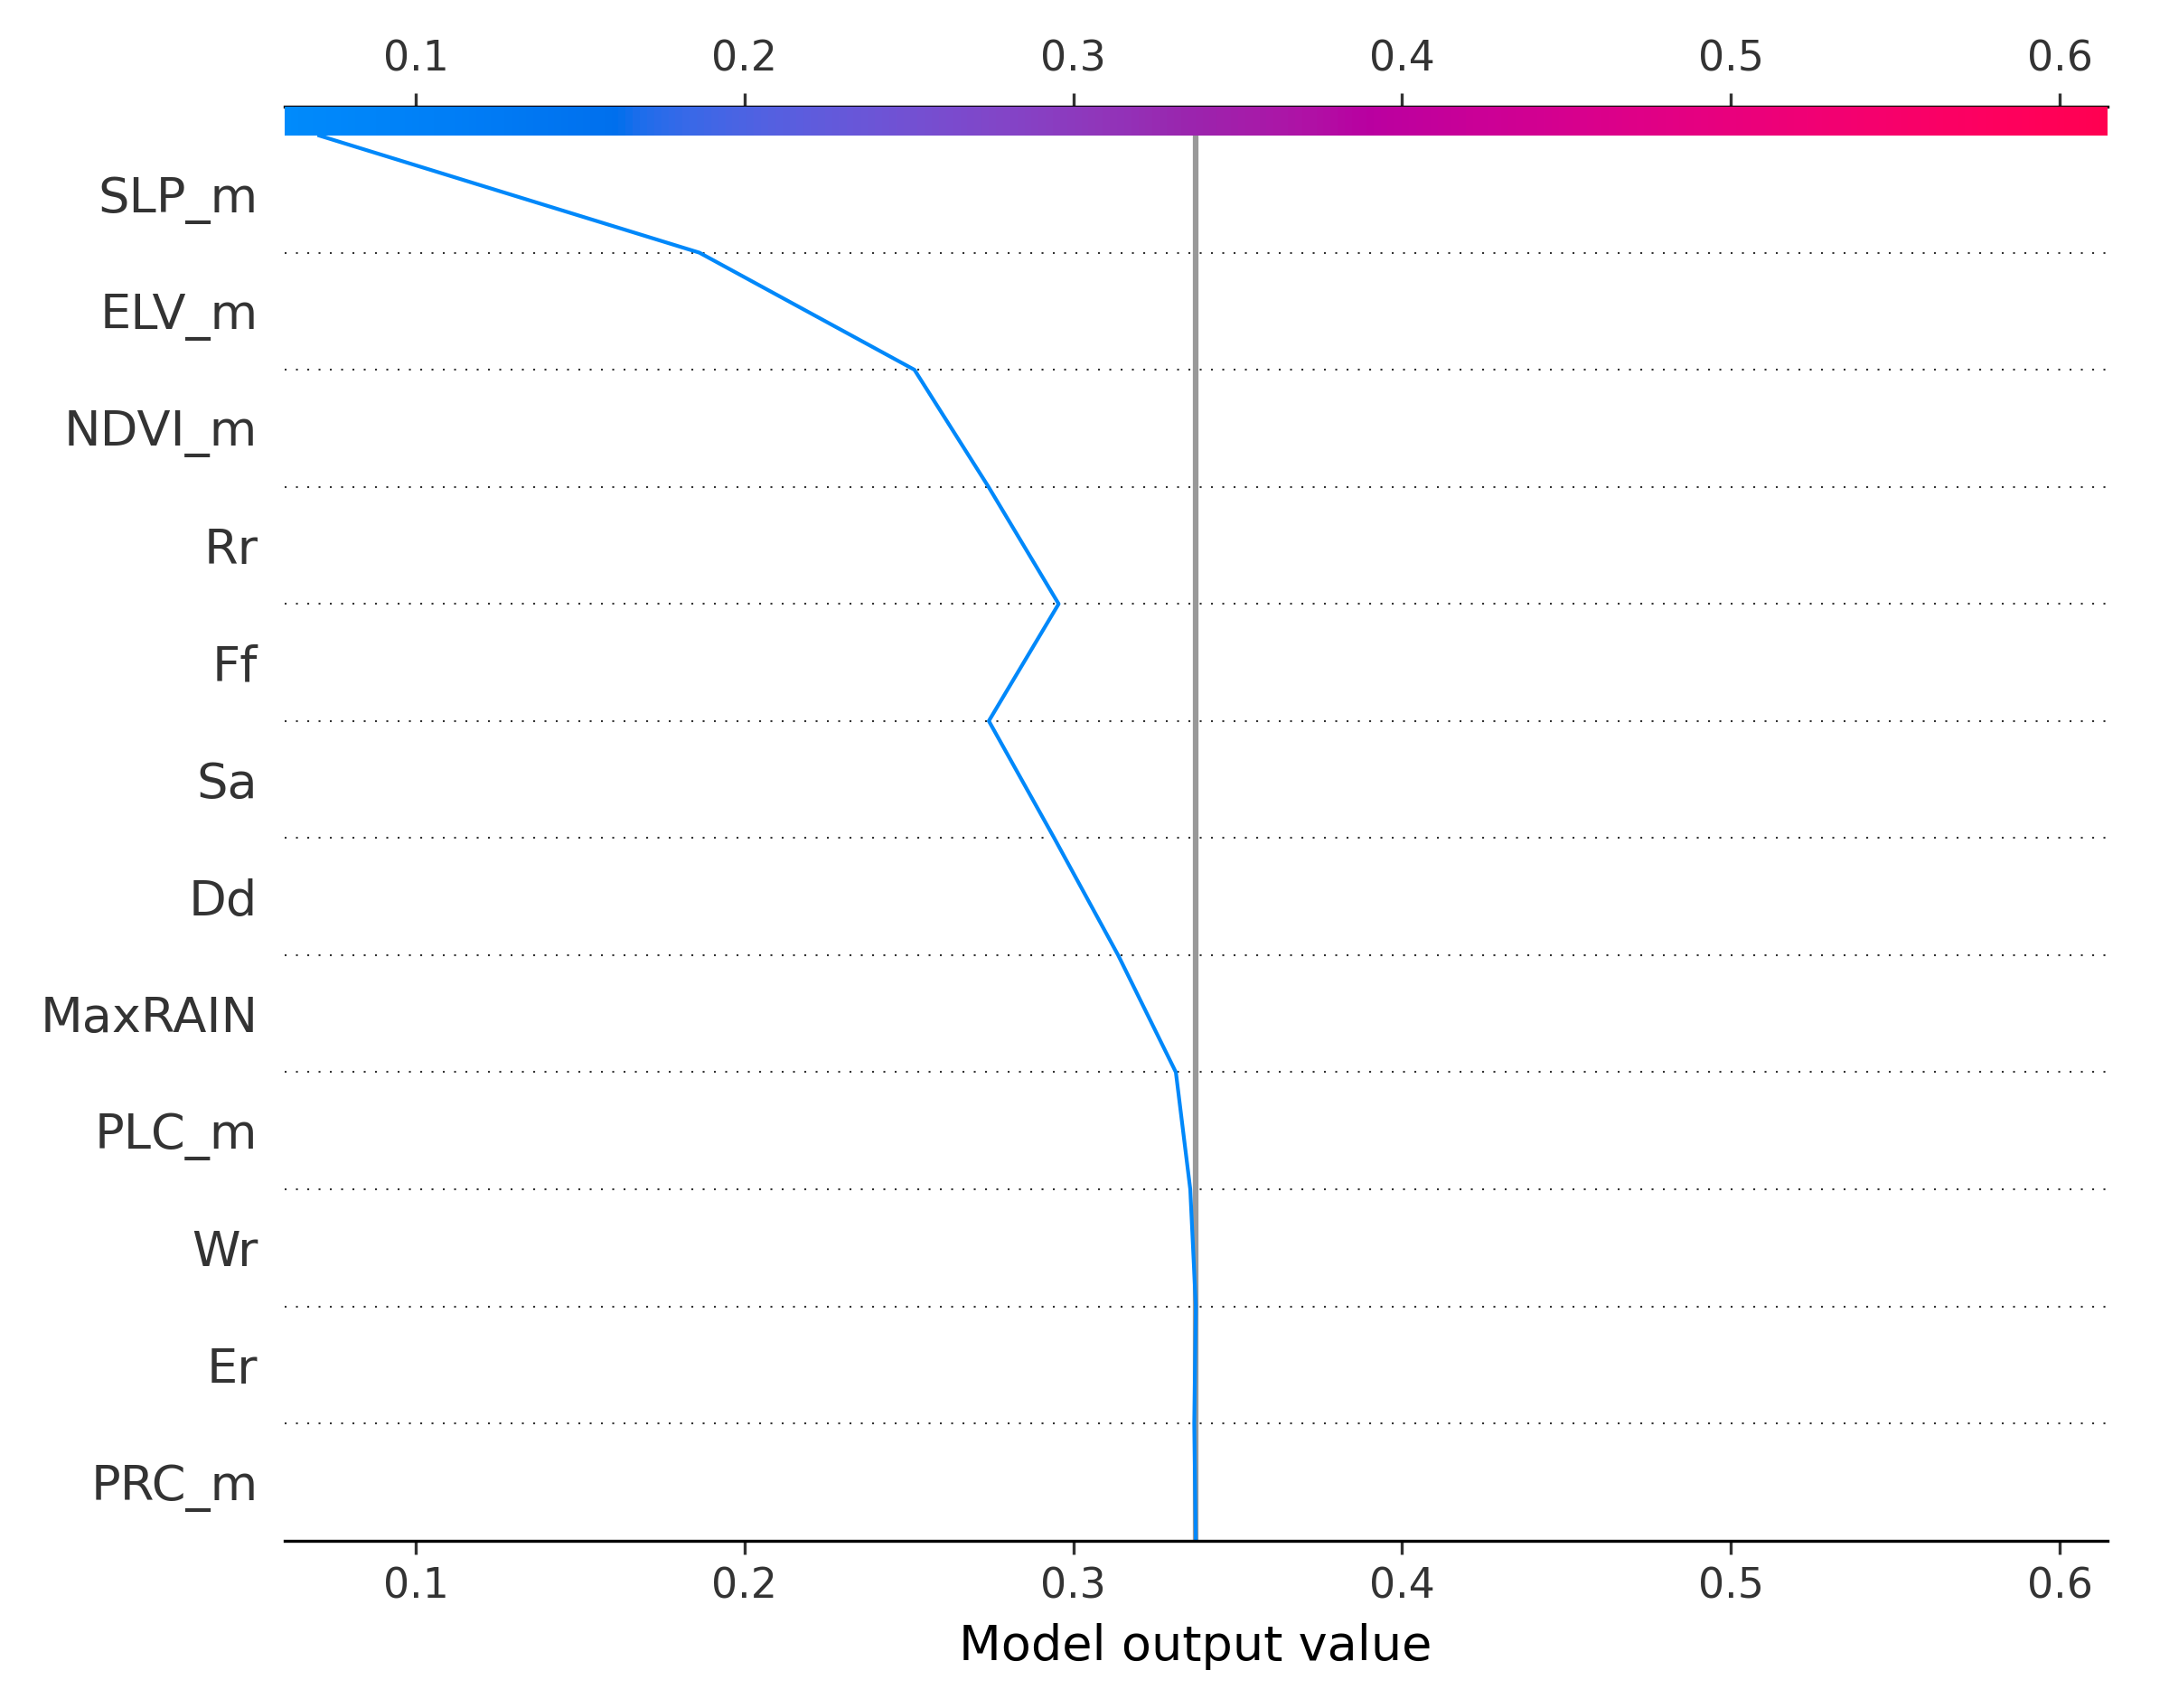 0.1 0.2 0.3 0.4 0.5 0.6
SLP_m
ELV_m
NDVI_m
Rr
Ff
Sa
Dd
MaxRAIN
PLC_m
Wr
Er
PRC_m
0.1 0.2 0.3 0.4 0.5 0.6
Model output value